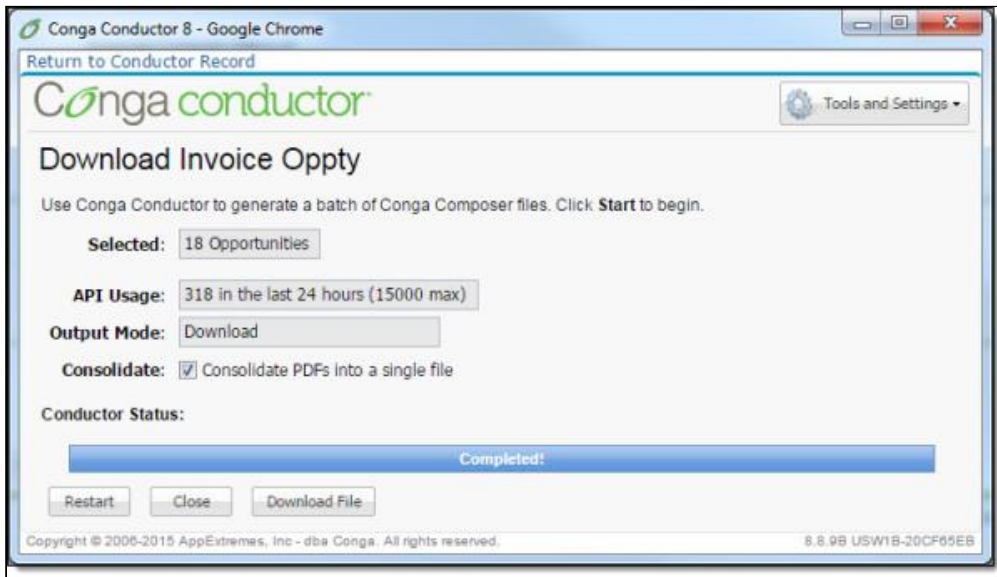 Conga Conductor 8 - Google Chrome
Return to Conductor Record
Conga conductor
Tools and Settings
Download Invoice Oppty
Use Conga Conductor to generate a batch of Conga Composer files. Click Start to begin.
Selected: 18 Opportunities
API Usage: 318 in the last 24 hours (15000 max)
Output Mode: Download
Consolidate: Consolidate PDFs into a single file
Conductor Status:
Completed!
Restart Close Download File
Copyright © 2006-2015 AppExtremes, Inc - dba Conga. All rights reserved. 8.8.9B USW1B-20CF65EB